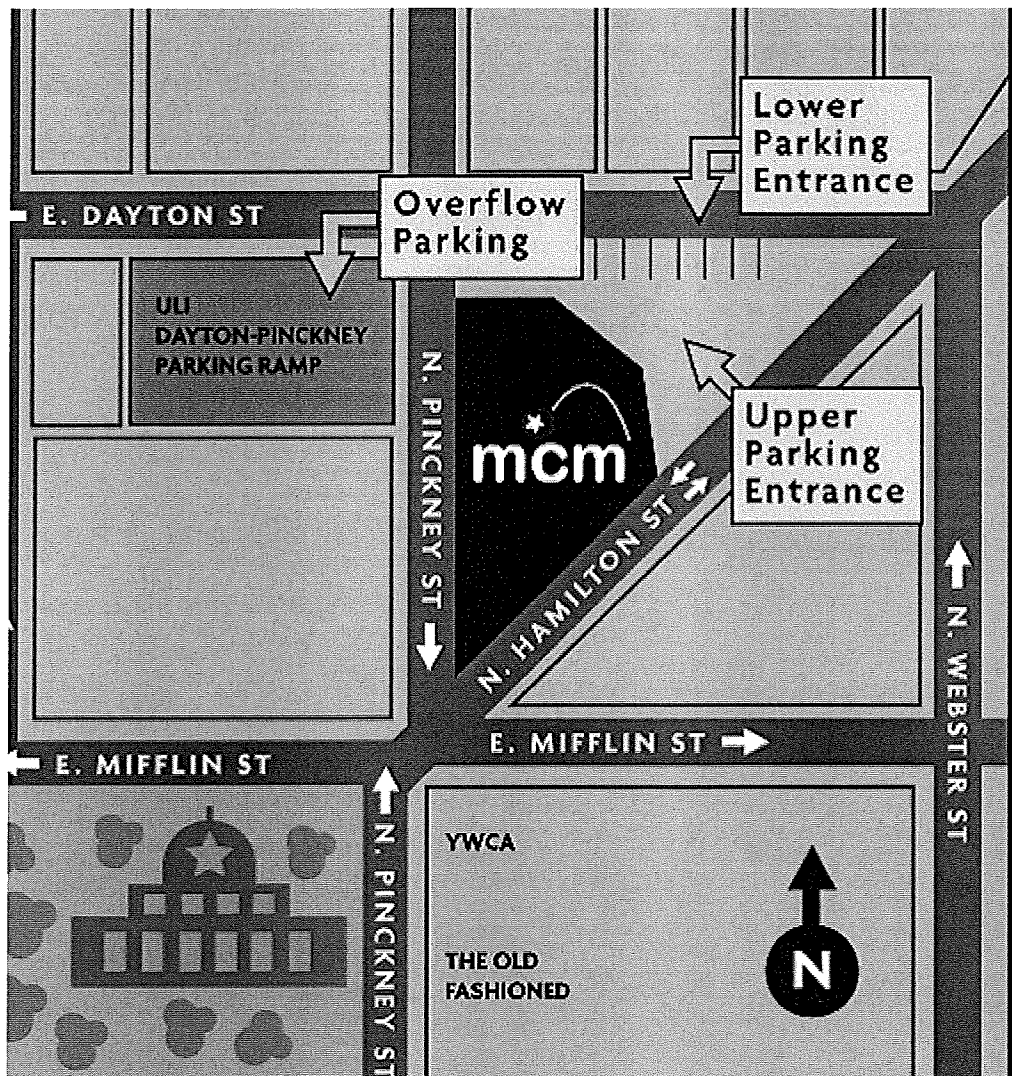 Lower
Parking
Entrance
E. DAYTON ST
Overflow
Parking
ULI
DAYTON-PINCKNEY
PARKING RAMP
N. PINCKNEY ST
mcm
Upper
Parking
Entrance
N. HAMILTON ST
N. WEBSTER ST
E. MIFFLIN ST
E. MIFFLIN ST
N. PINCKNEY ST
YWCA
THE OLD
FASHIONED
N